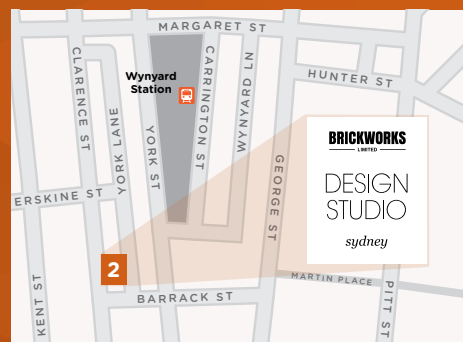 MARGARET ST
CLARENCE ST
YORK LANE
Wynyard
Station
YORK ST
CARRINGTON ST
WYNYARD LN
HUNTER ST
GEORGE ST
BRICKWORKS
LIMITED
DESIGN
STUDIO
sydney
ERSKINE ST
2
KENT ST
BARRACK ST
MARTIN PLACE
PITT ST